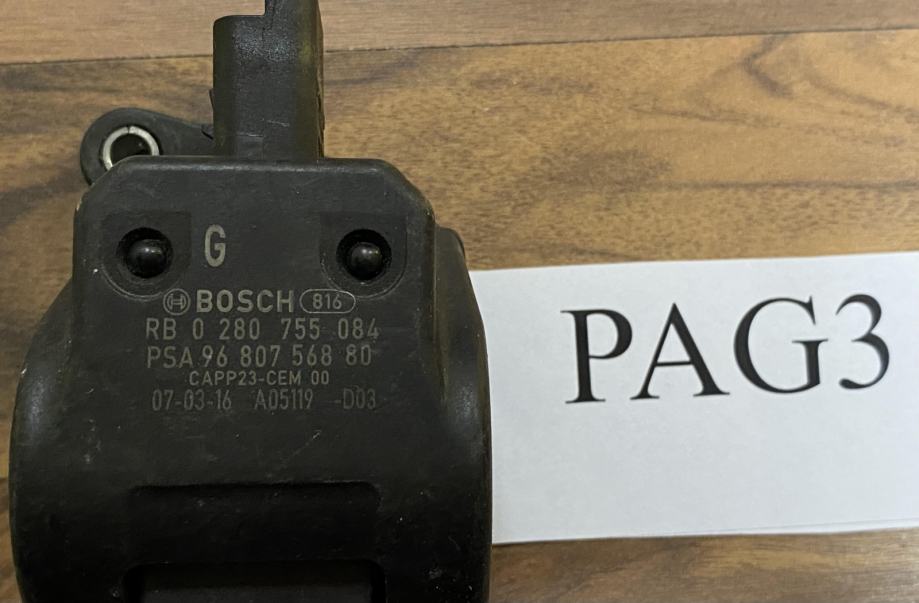 G
BOSCH 816
RB 0 280 755 084
PSA 96 807 568 80
CAPP23-CEM 00
07-03-16 A05119 -D03
PAG3